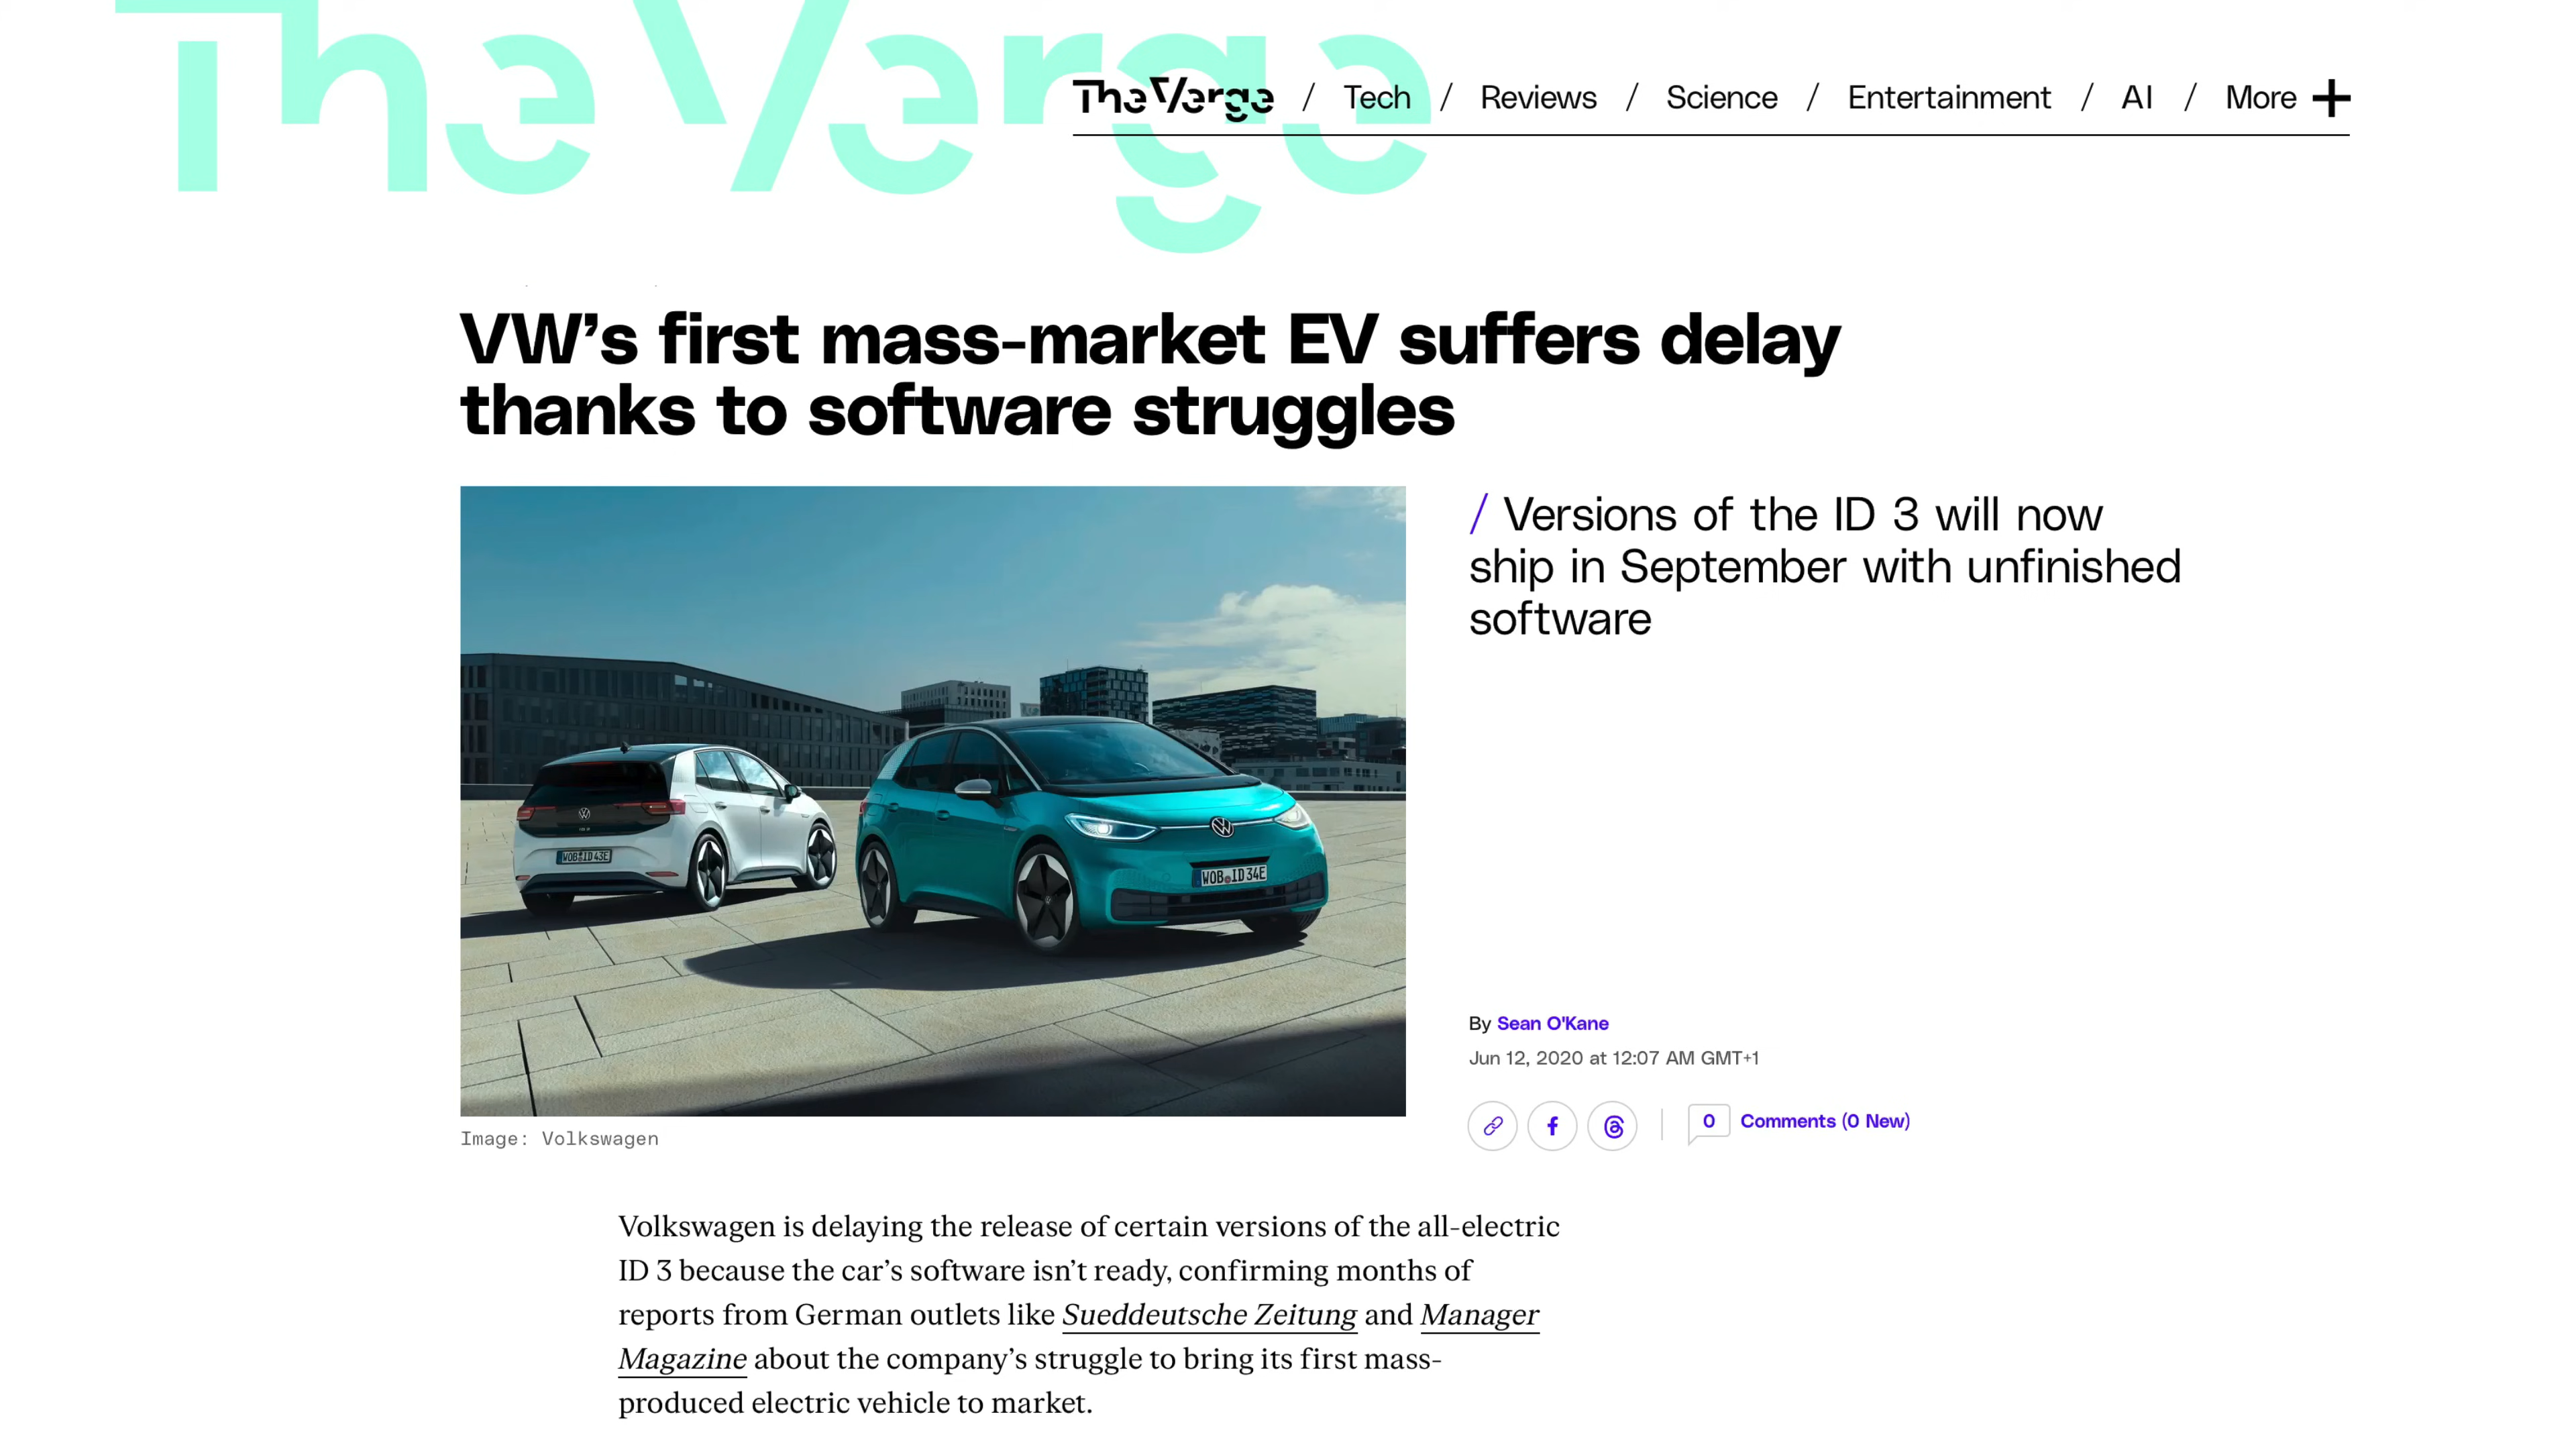 The Verge
The Verge / Tech / Reviews / Science / Entertainment / AI / More +
VW’s first mass-market EV suffers delay
thanks to software struggles
/ Versions of the ID 3 will now
ship in September with unfinished
software
WOB ID 43E
WOB ID 34E
By Sean O'Kane
Jun 12, 2020 at 12:07 AM GMT+1
0 Comments (0 New)
Image: Volkswagen
Volkswagen is delaying the release of certain versions of the all-electric
ID 3 because the car’s software isn’t ready, confirming months of
reports from German outlets like Sueddeutsche Zeitung and Manager
Magazine about the company’s struggle to bring its first mass-
produced electric vehicle to market.